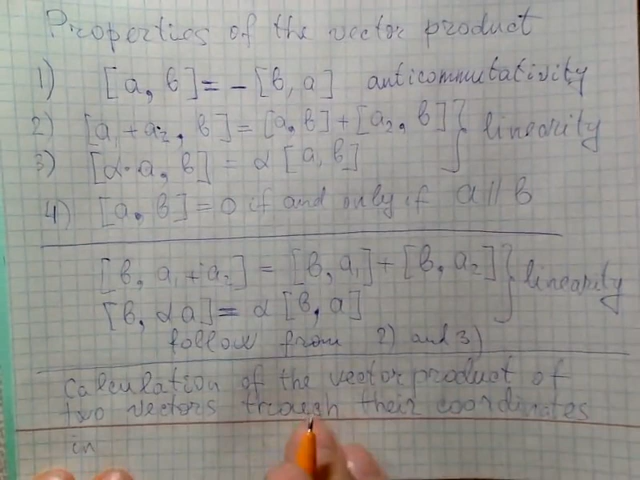 Properties of the vector product
1) [a, b] = - [b, a] anticommutativity
2) [a₁ + a₂, b] = [a₁, b] + [a₂, b] } linearity
3) [α · a, b] = α [a, b]
4) [a, b] = 0 if and only if a // b
[b, a₁ + a₂] = [b, a₁] + [b, a₂] } linearity
[b, α a] = α [b, a]
follow from 2) and 3)
Calculation of the vector product of
two vectors trough their coordinates
in